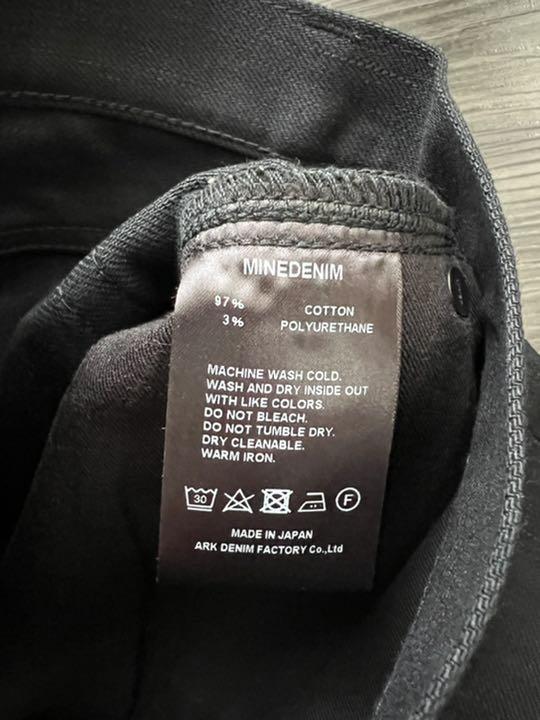 MINEDENIM
97% COTTON
3% POLYURETHANE
MACHINE WASH COLD.
WASH AND DRY INSIDE OUT
WITH LIKE COLORS.
DO NOT BLEACH.
DO NOT TUMBLE DRY.
DRY CLEANABLE.
WARM IRON.
30 F
MADE IN JAPAN
ARK DENIM FACTORY Co.,Ltd